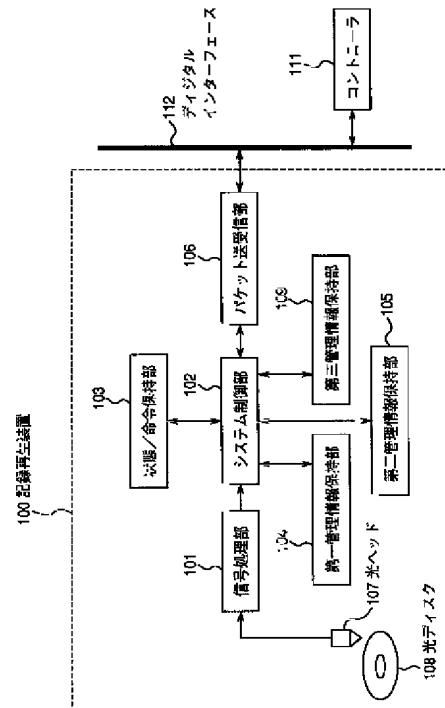 100 記録再生装置
103
状態／命令保持部
101
信号処理部
102
システム制御部
106
パケット送受信部
112
ディジタル
インターフェース
111
コントローラ
104
第一管理情報保持部
109
第三管理情報保持部
105
第二管理情報保持部
107 光ヘッド
108 光ディスク